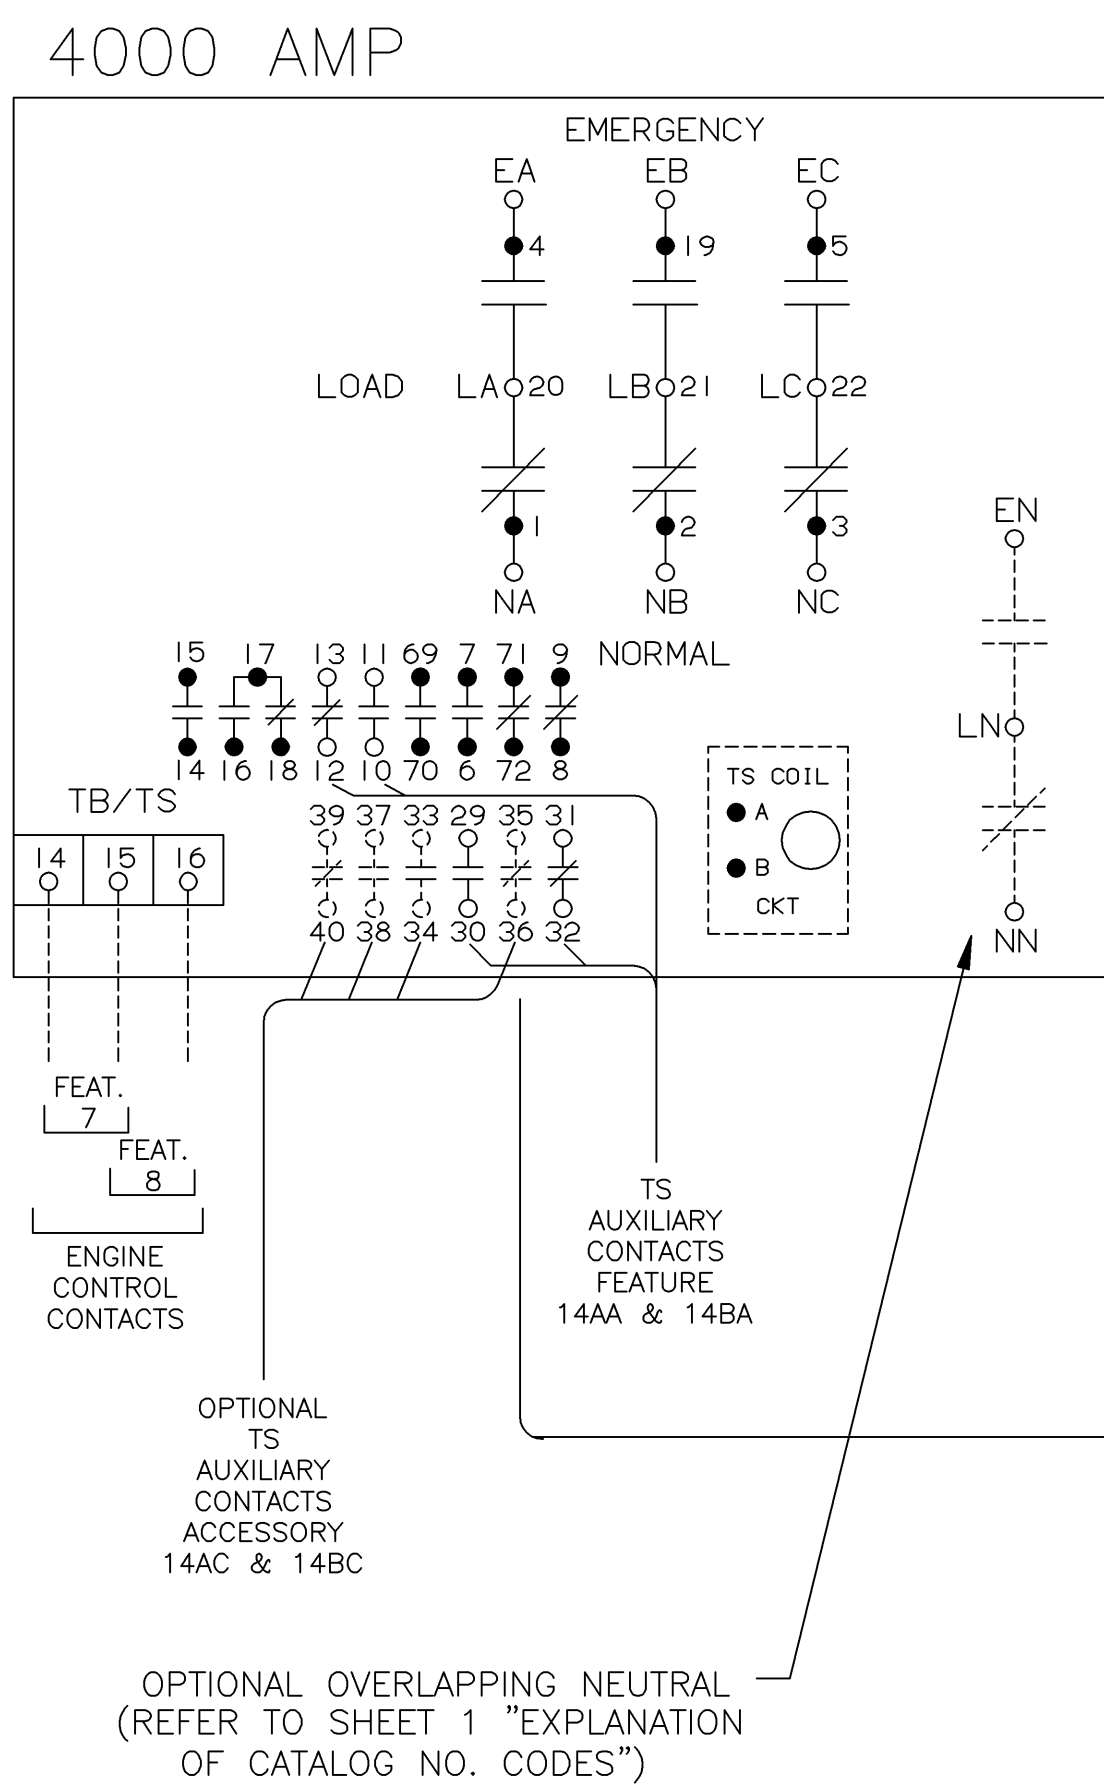 4000 AMP
EMERGENCY
EA EB EC
4 19 5
LOAD LA 20 LB 21 LC 22
1 2 3
EN
NA NB NC
NORMAL
15 17 13 11 69 7 71 9
LN
14 16 18 12 10 70 6 72 8
TS COIL
A
B
CKT
TB/TS
14 15 16
39 37 33 29 35 31
40 38 34 30 36 32
NN
FEAT.
7
FEAT.
8
ENGINE
CONTROL
CONTACTS
TS
AUXILIARY
CONTACTS
FEATURE
14AA & 14BA
OPTIONAL
TS
AUXILIARY
CONTACTS
ACCESSORY
14AC & 14BC
OPTIONAL OVERLAPPING NEUTRAL
(REFER TO SHEET 1 "EXPLANATION
OF CATALOG NO. CODES")